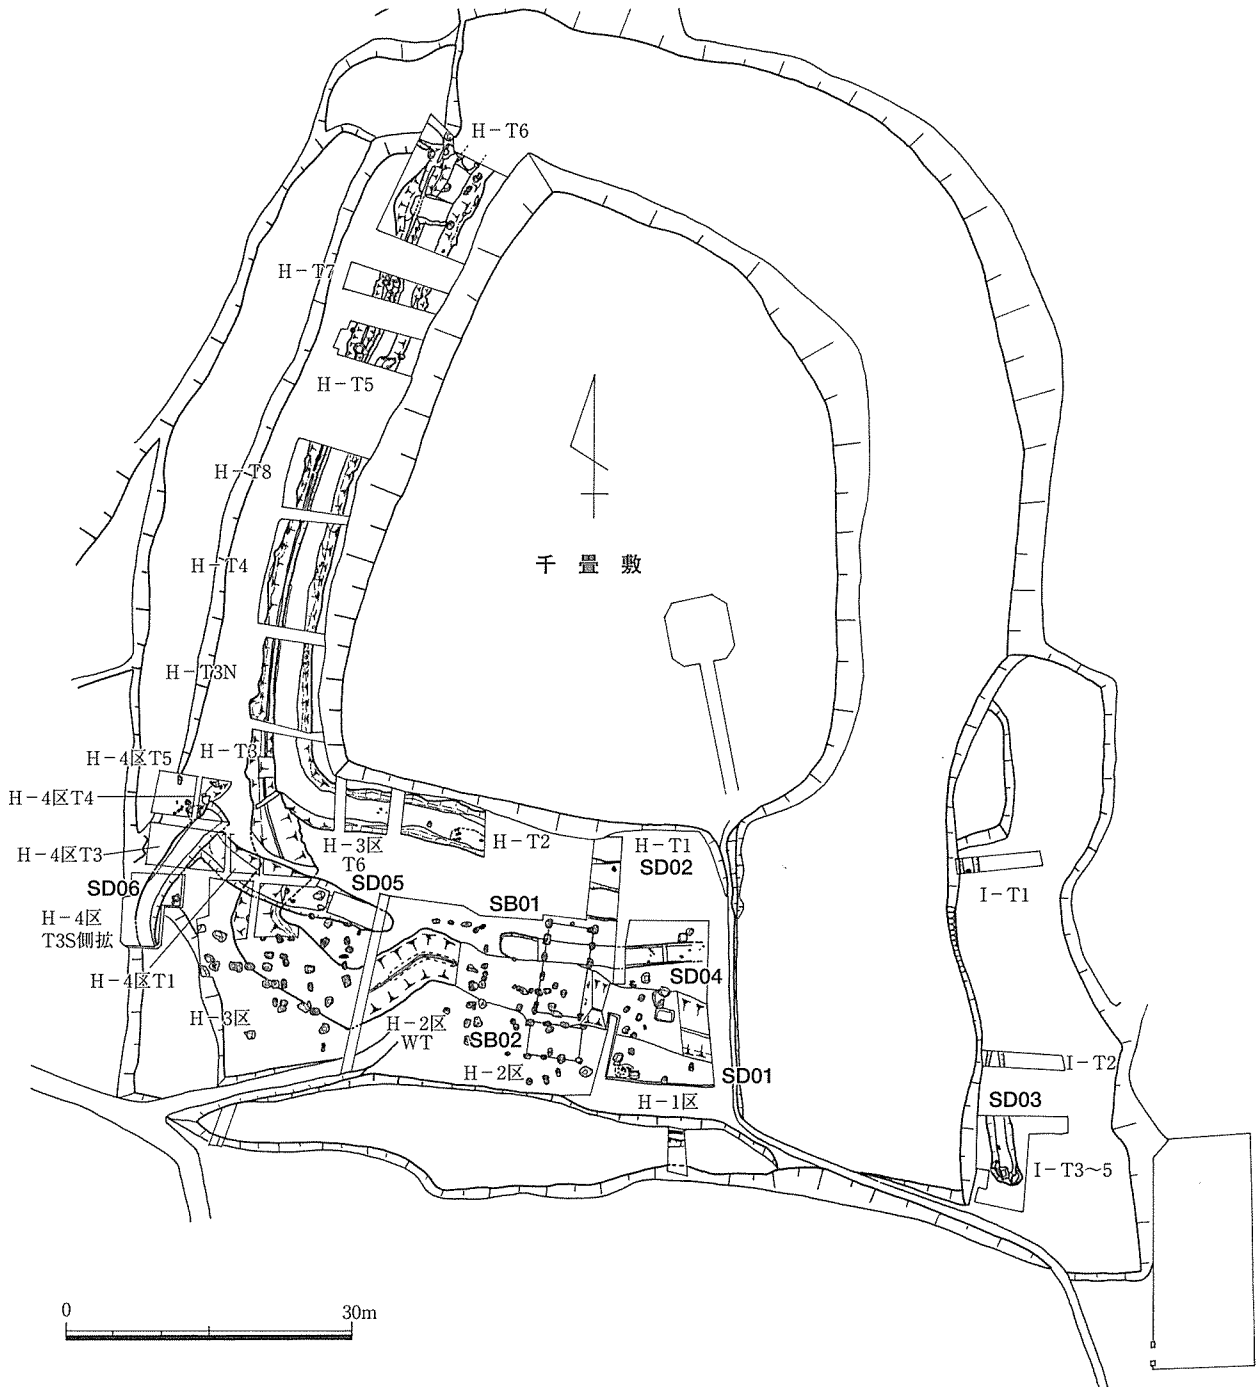 H-T6
H-T7
H-T5
H-T8
H-T4
千畳敷
H-T3N
H-4区T5
H-T3
H-4区T4
H-4区T3
H-3区
T6
H-T2
H-T1
SD02
SD06
SD05
SB01
I-T1
H-4区
T3S側拡
H-4区T1
SD04
H-3区
H-2区
WT
SB02
H-2区
SD01
H-1区
I-T2
SD03
I-T3~5
0
30m